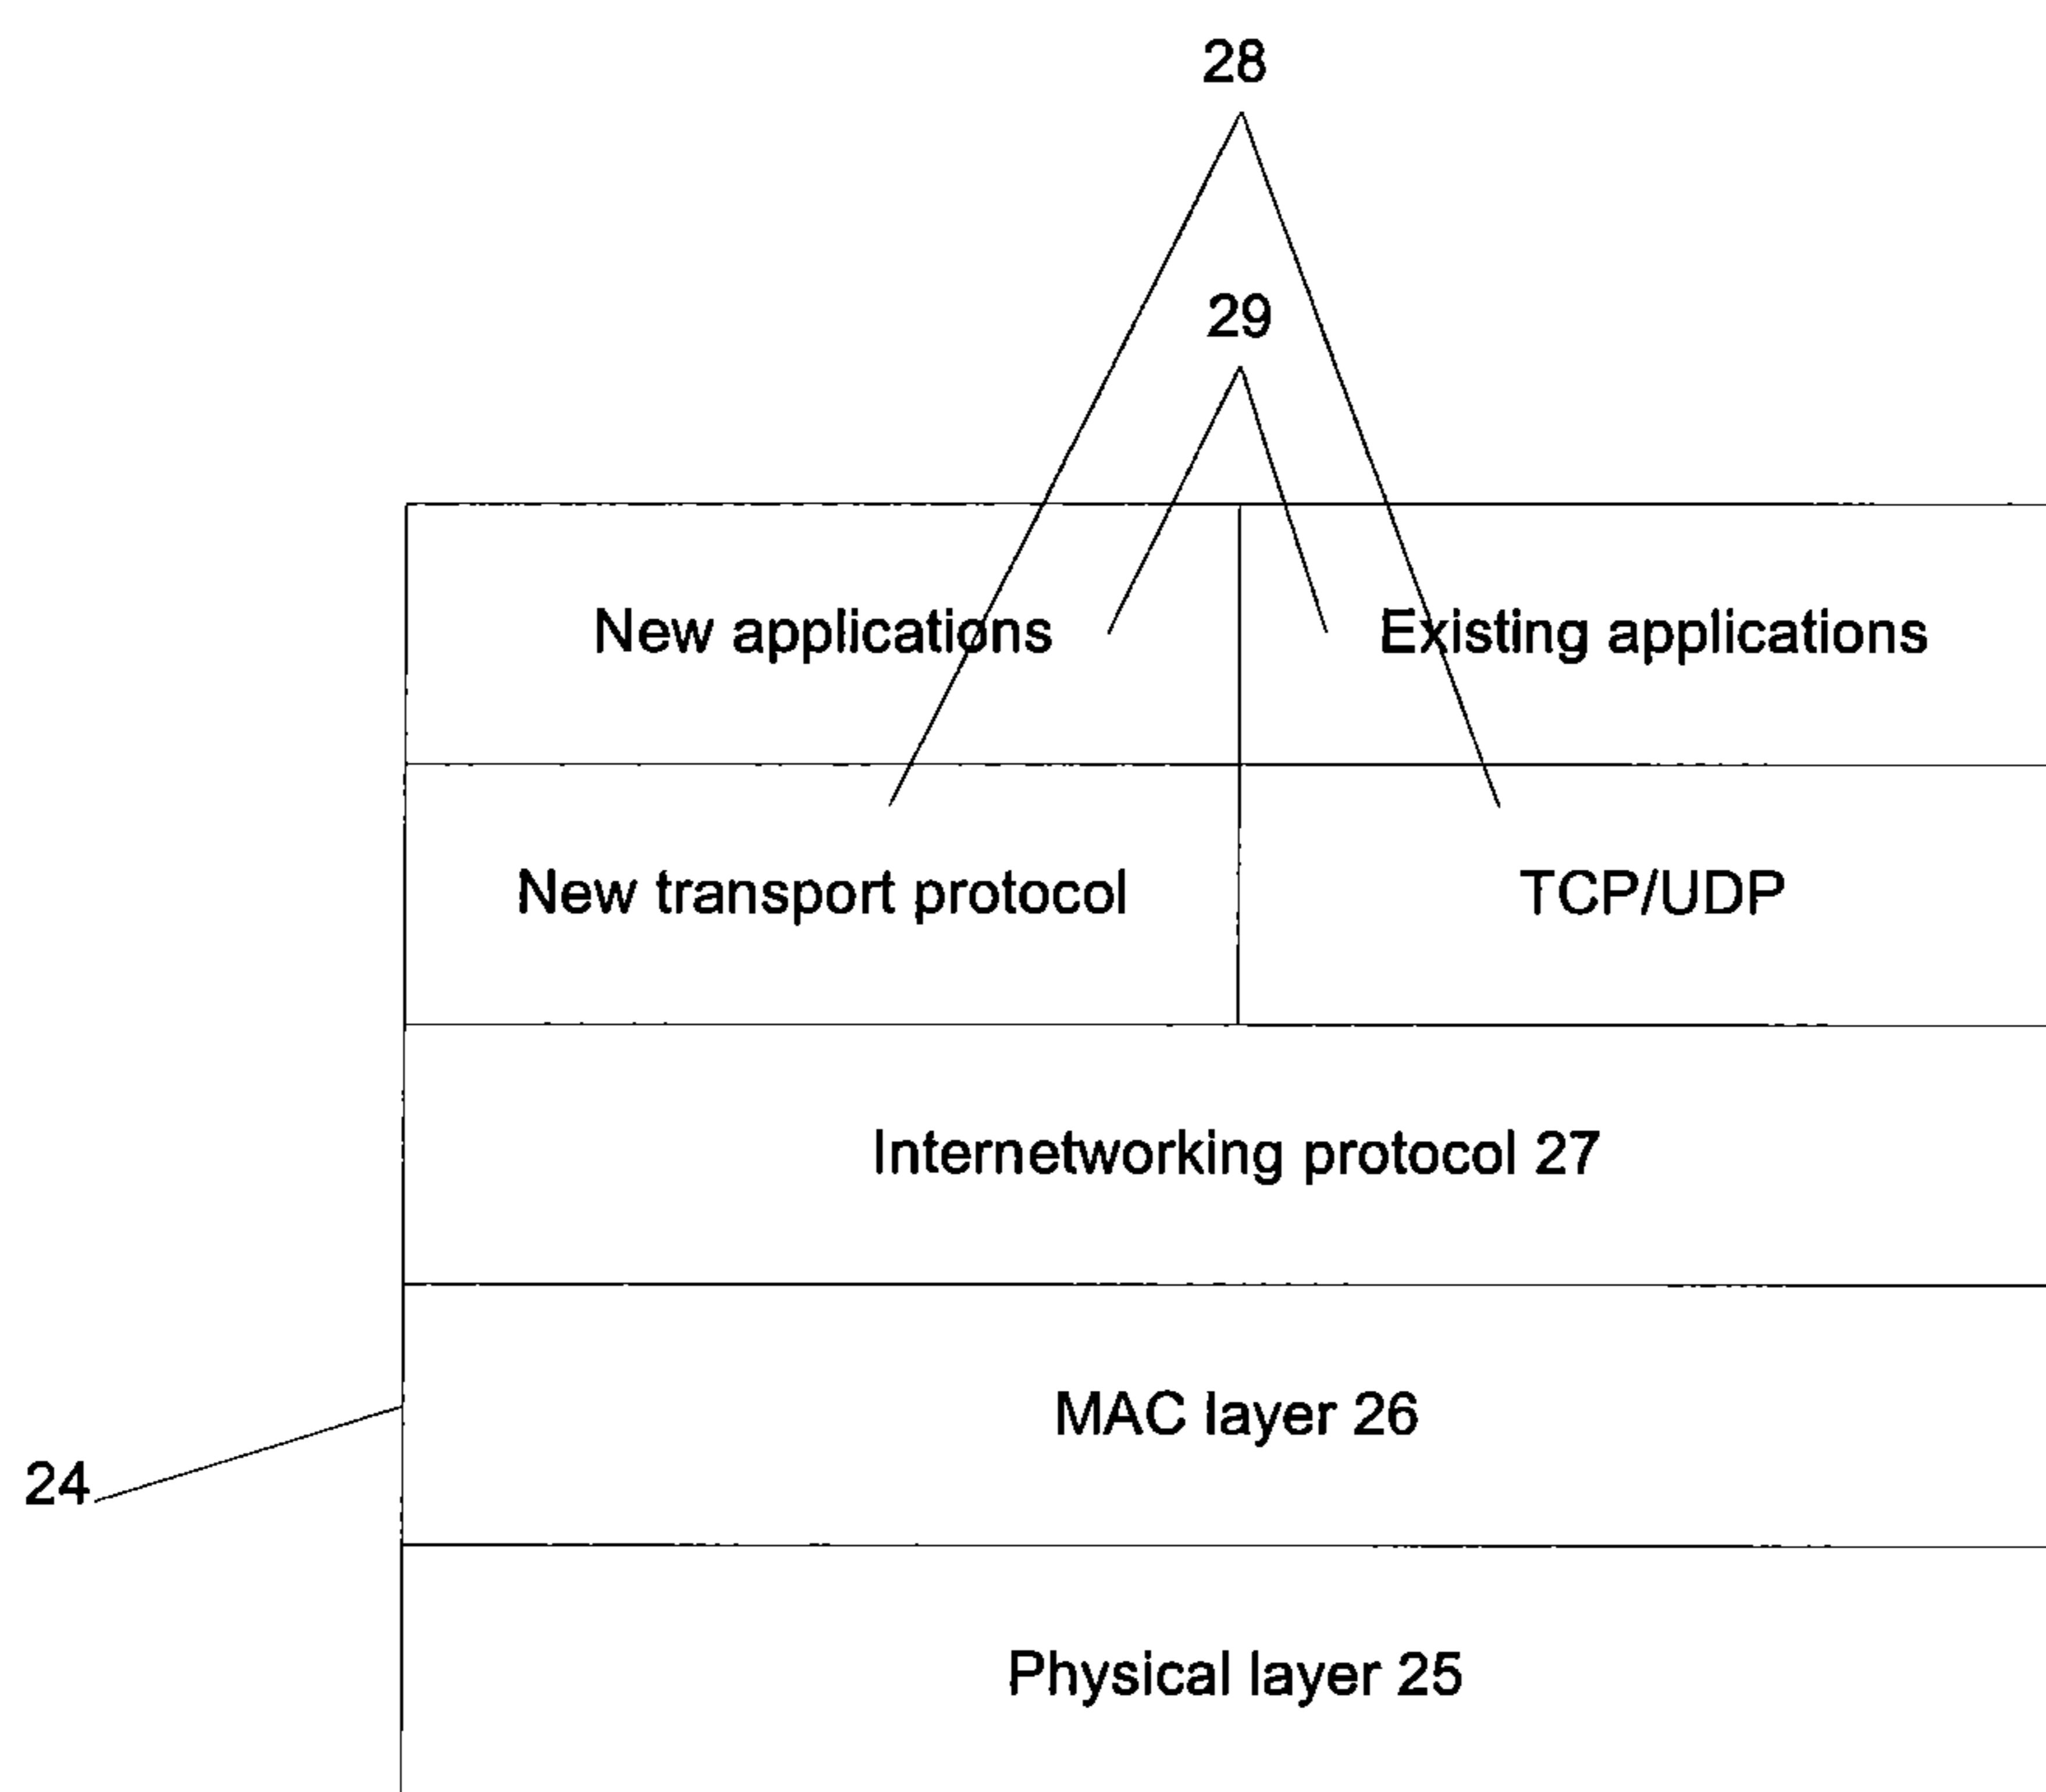 28
29
New applications
Existing applications
New transport protocol
TCP/UDP
Internetworking protocol 27
MAC layer 26
24
Physical layer 25